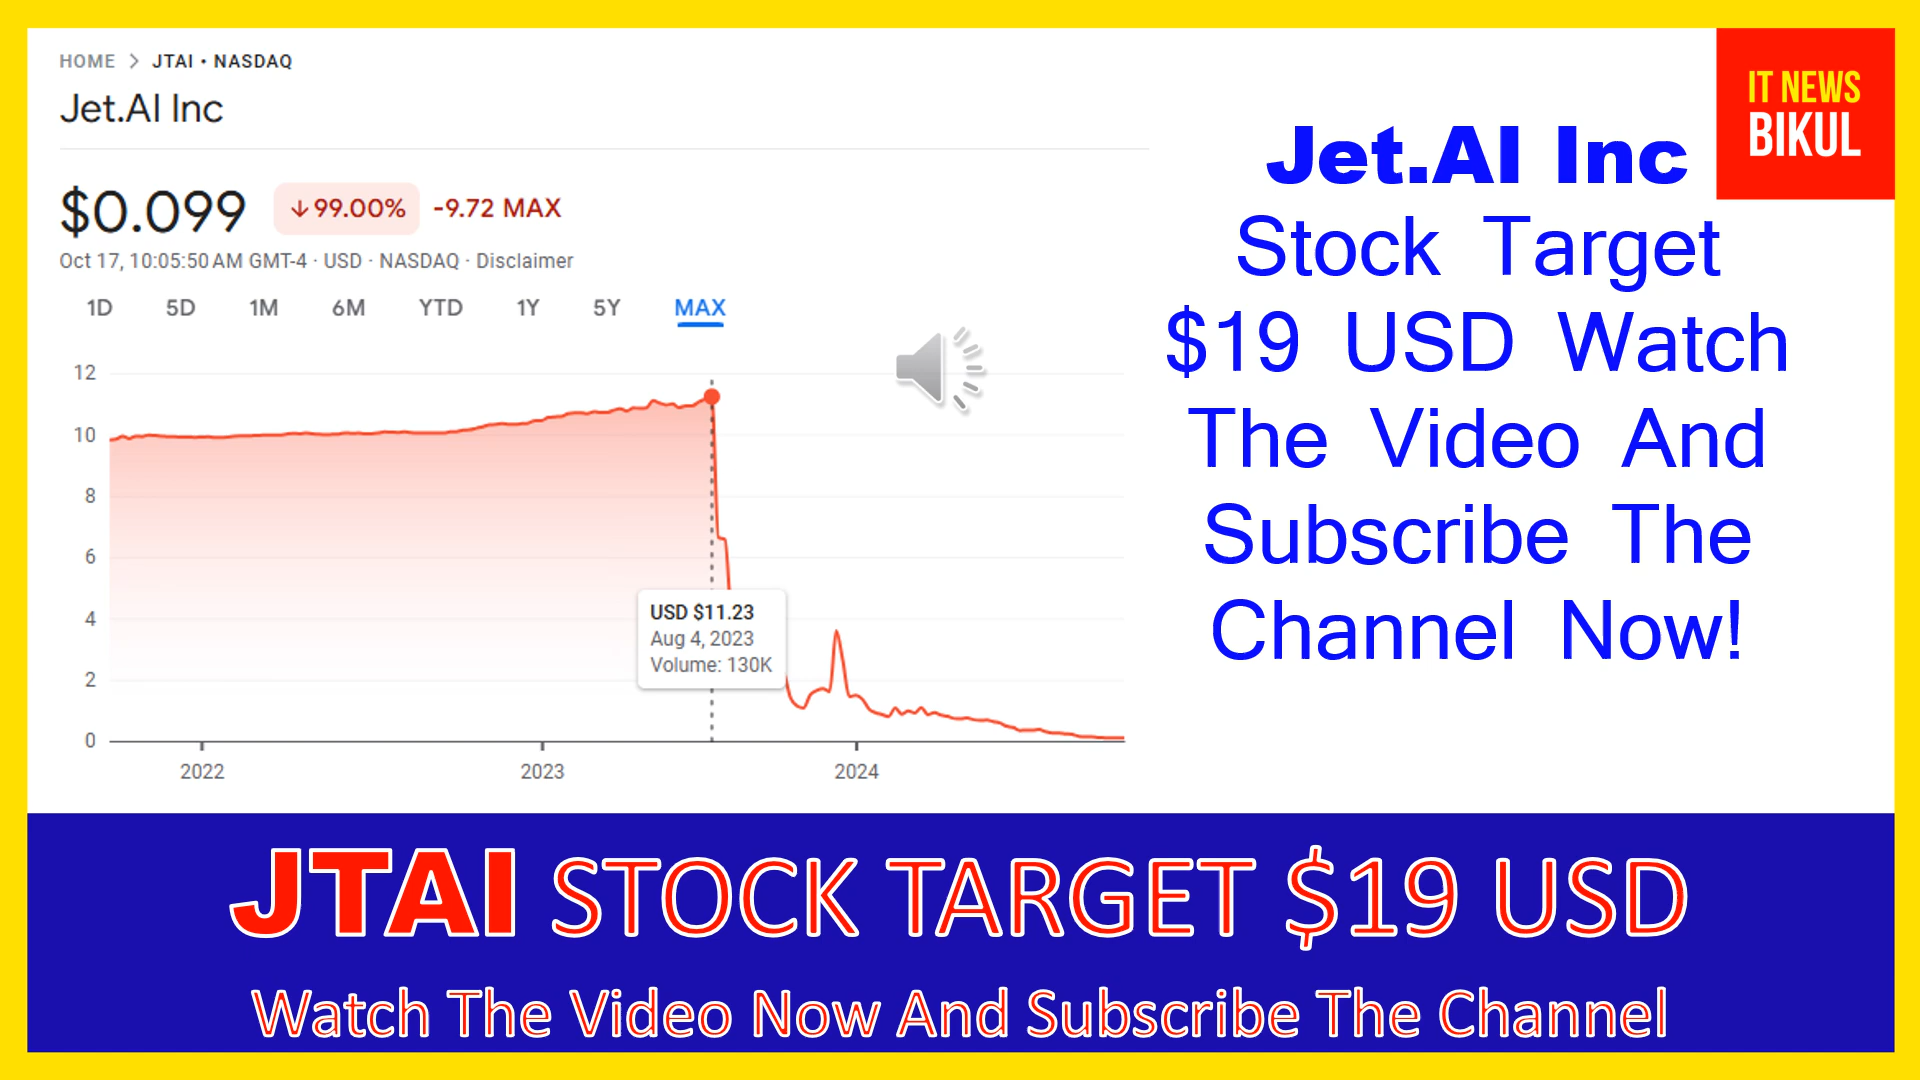 HOME > JTAI • NASDAQ
Jet.AI Inc
$0.099 ↓99.00% -9.72 MAX
Oct 17, 10:05:50 AM GMT-4 · USD · NASDAQ · Disclaimer
1D 5D 1M 6M YTD 1Y 5Y MAX
12
10
8
6
4
2
0
USD $11.23
Aug 4, 2023
Volume: 130K
2022 2023 2024
IT NEWS
BIKUL
Jet.AI Inc
Stock Target
$19 USD Watch
The Video And
Subscribe The
Channel Now!
JTAI STOCK TARGET $19 USD
Watch The Video Now And Subscribe The Channel